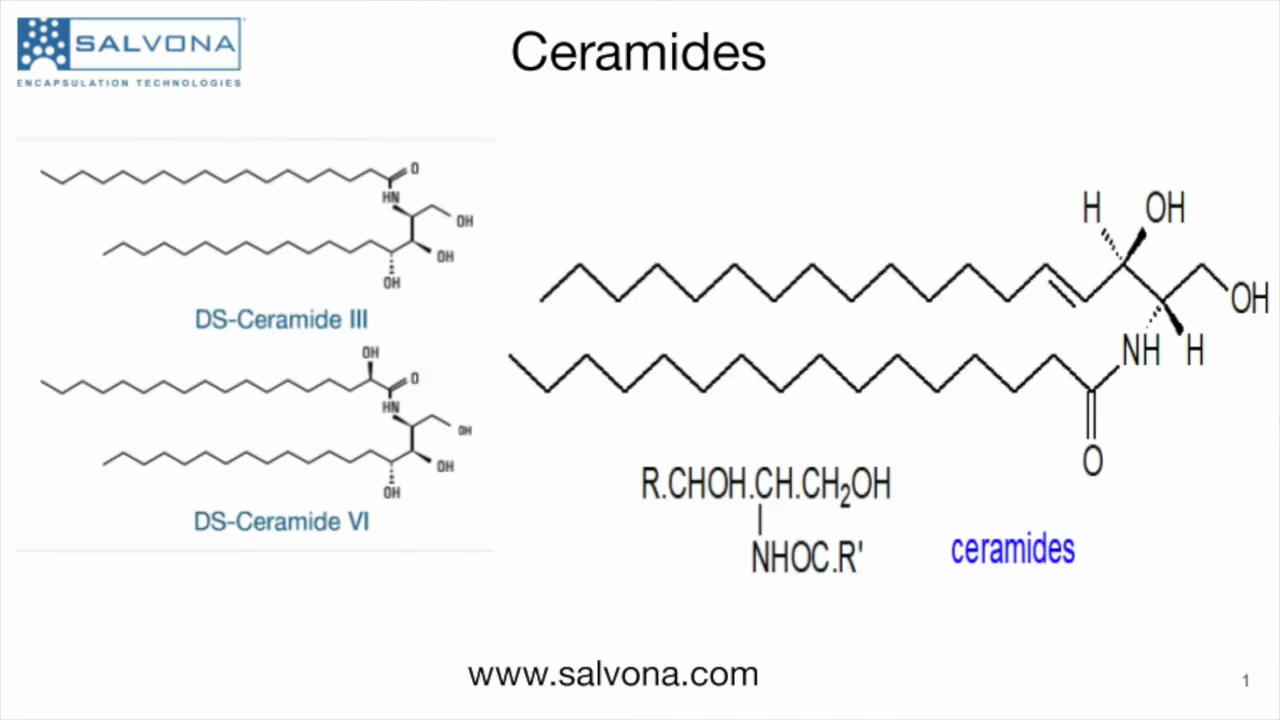 SALVONA
ENCAPSULATION TECHNOLOGIES
Ceramides
O
HN
OH
OH
OH
DS-Ceramide III
OH
O
HN
OH
OH
OH
DS-Ceramide VI
H OH
OH
NH H
O
R.CHOH.CH.CH₂OH
NHOC.R'
ceramides
www.salvona.com
1